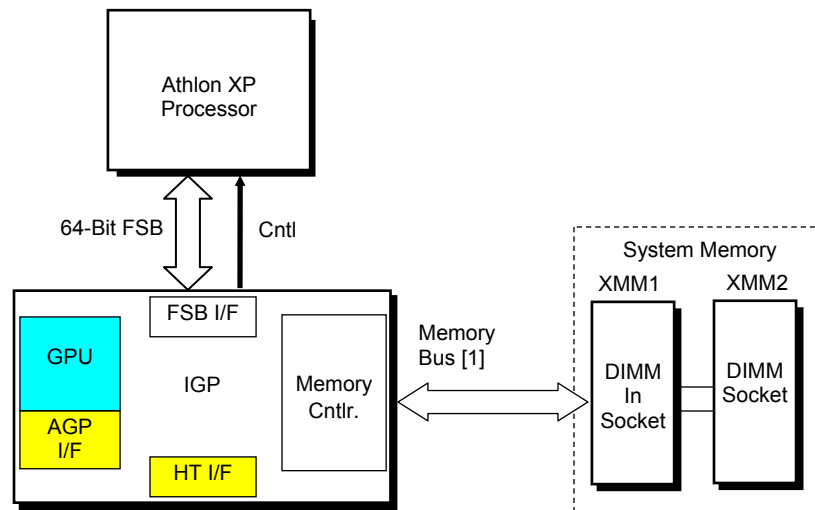 Athlon XP
Processor
64-Bit FSB
Cntl
System Memory
XMM1
XMM2
FSB I/F
GPU
IGP
Memory
Cntlr.
AGP
I/F
HT I/F
Memory
Bus [1]
DIMM
In
Socket
DIMM
Socket